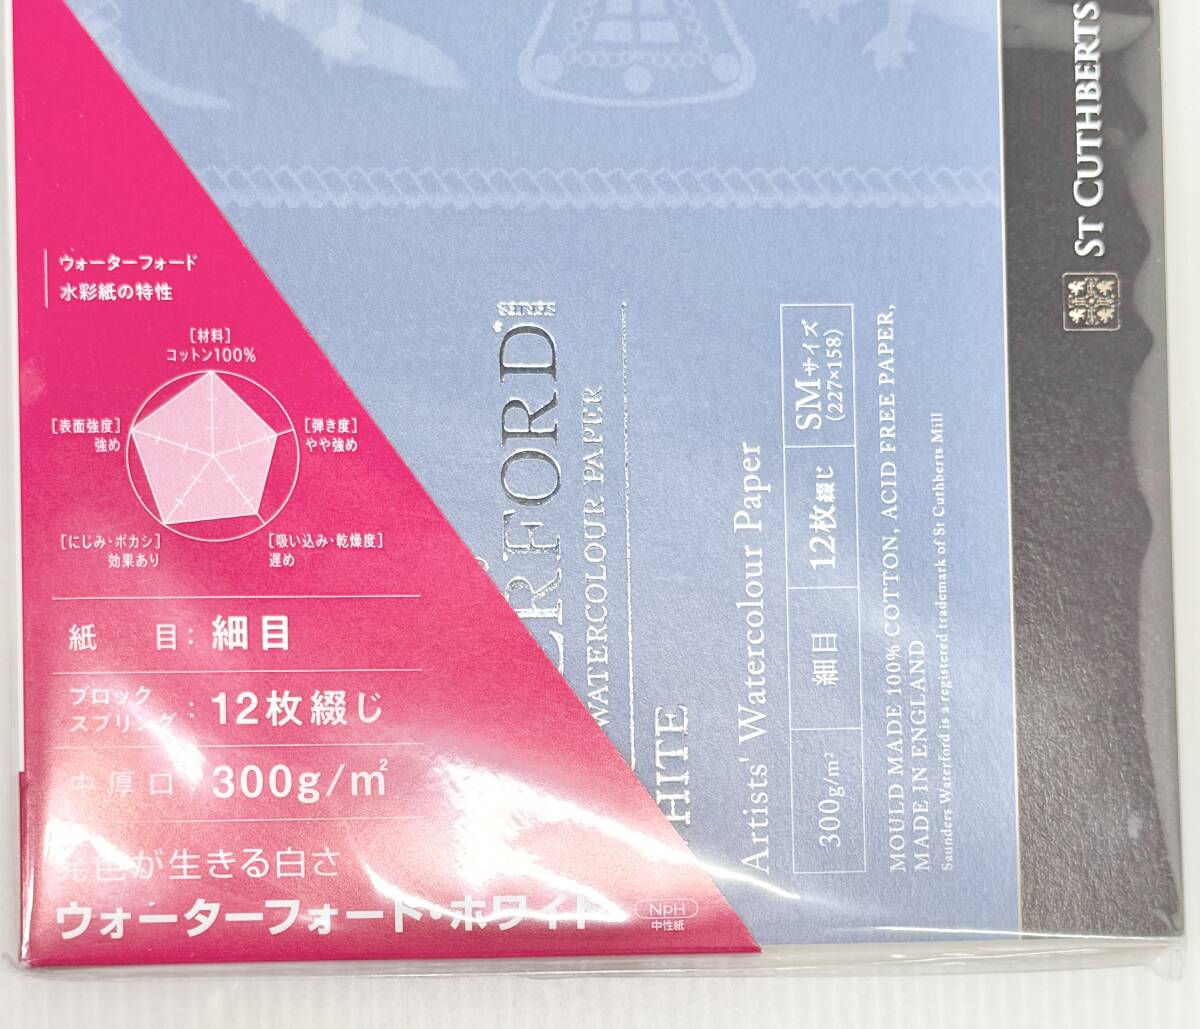 ウォーターフォード
水彩紙の特性
[材料]
コットン100%
[表面強度]
強め
[弾き度]
やや強め
[にじみ・ボカシ]
効果あり
[吸い込み・乾燥度]
遅め
紙 目: 細目
ブロック
スプリング : 12枚綴じ
中厚口 : 300g/㎡
発色が生きる白さ
ウォーターフォード・ホワイト
NpH
中性紙
ERFORD
SERIES
WATERCOLOUR PAPER
HITE
Artists' Watercolour Paper
300g/m² 細目 12枚綴じ SMサイズ
(227×158)
MOULD MADE 100% COTTON, ACID FREE PAPER,
MADE IN ENGLAND
Saunders Waterford is a registered trademark of St Cuthberts Mill
ST CUTHBERTS